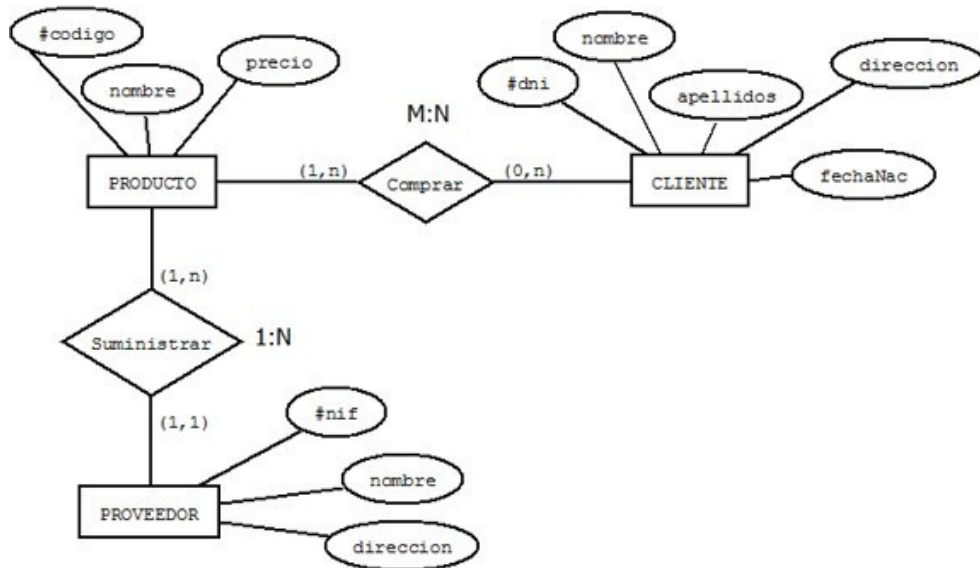 #codigo
nombre
precio
#dni
nombre
apellidos
direccion
fechaNac
M:N
PRODUCTO
(1,n)
Comprar
(0,n)
CLIENTE
(1,n)
Suministrar
1:N
(1,1)
#nif
nombre
direccion
PROVEEDOR